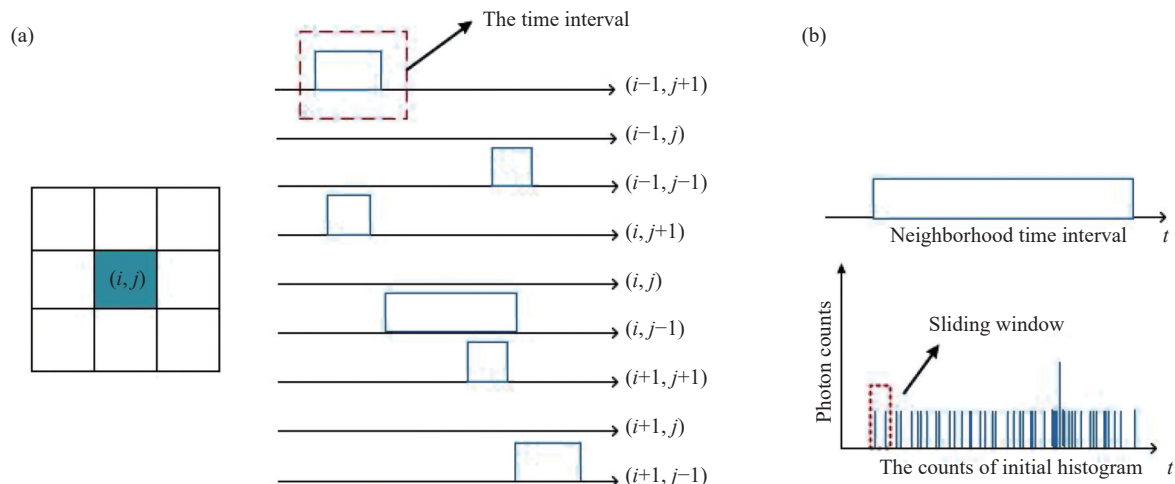 (a)
The time interval
(i−1, j+1)
(i−1, j)
(i−1, j−1)
(i, j+1)
(i, j)
(i, j)
(i, j−1)
(i+1, j+1)
(i+1, j)
(i+1, j−1)
(b)
Neighborhood time interval
t
Sliding window
Photon counts
The counts of initial histogram
t